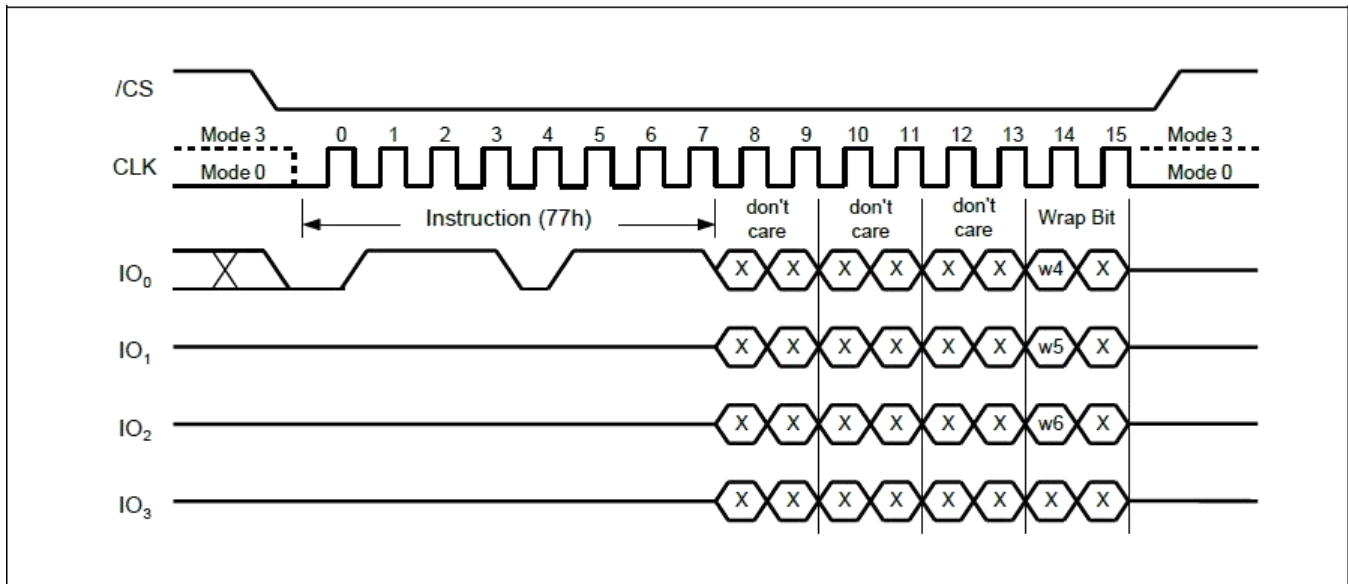 /CS
Mode 3 0 1 2 3 4 5 6 7 8 9 10 11 12 13 14 15 Mode 3
CLK
Mode 0 Mode 0
Instruction (77h) don't care don't care don't care Wrap Bit
IO0 X X X X X X w4 X
IO1 X X X X X X w5 X
IO2 X X X X X X w6 X
IO3 X X X X X X X X